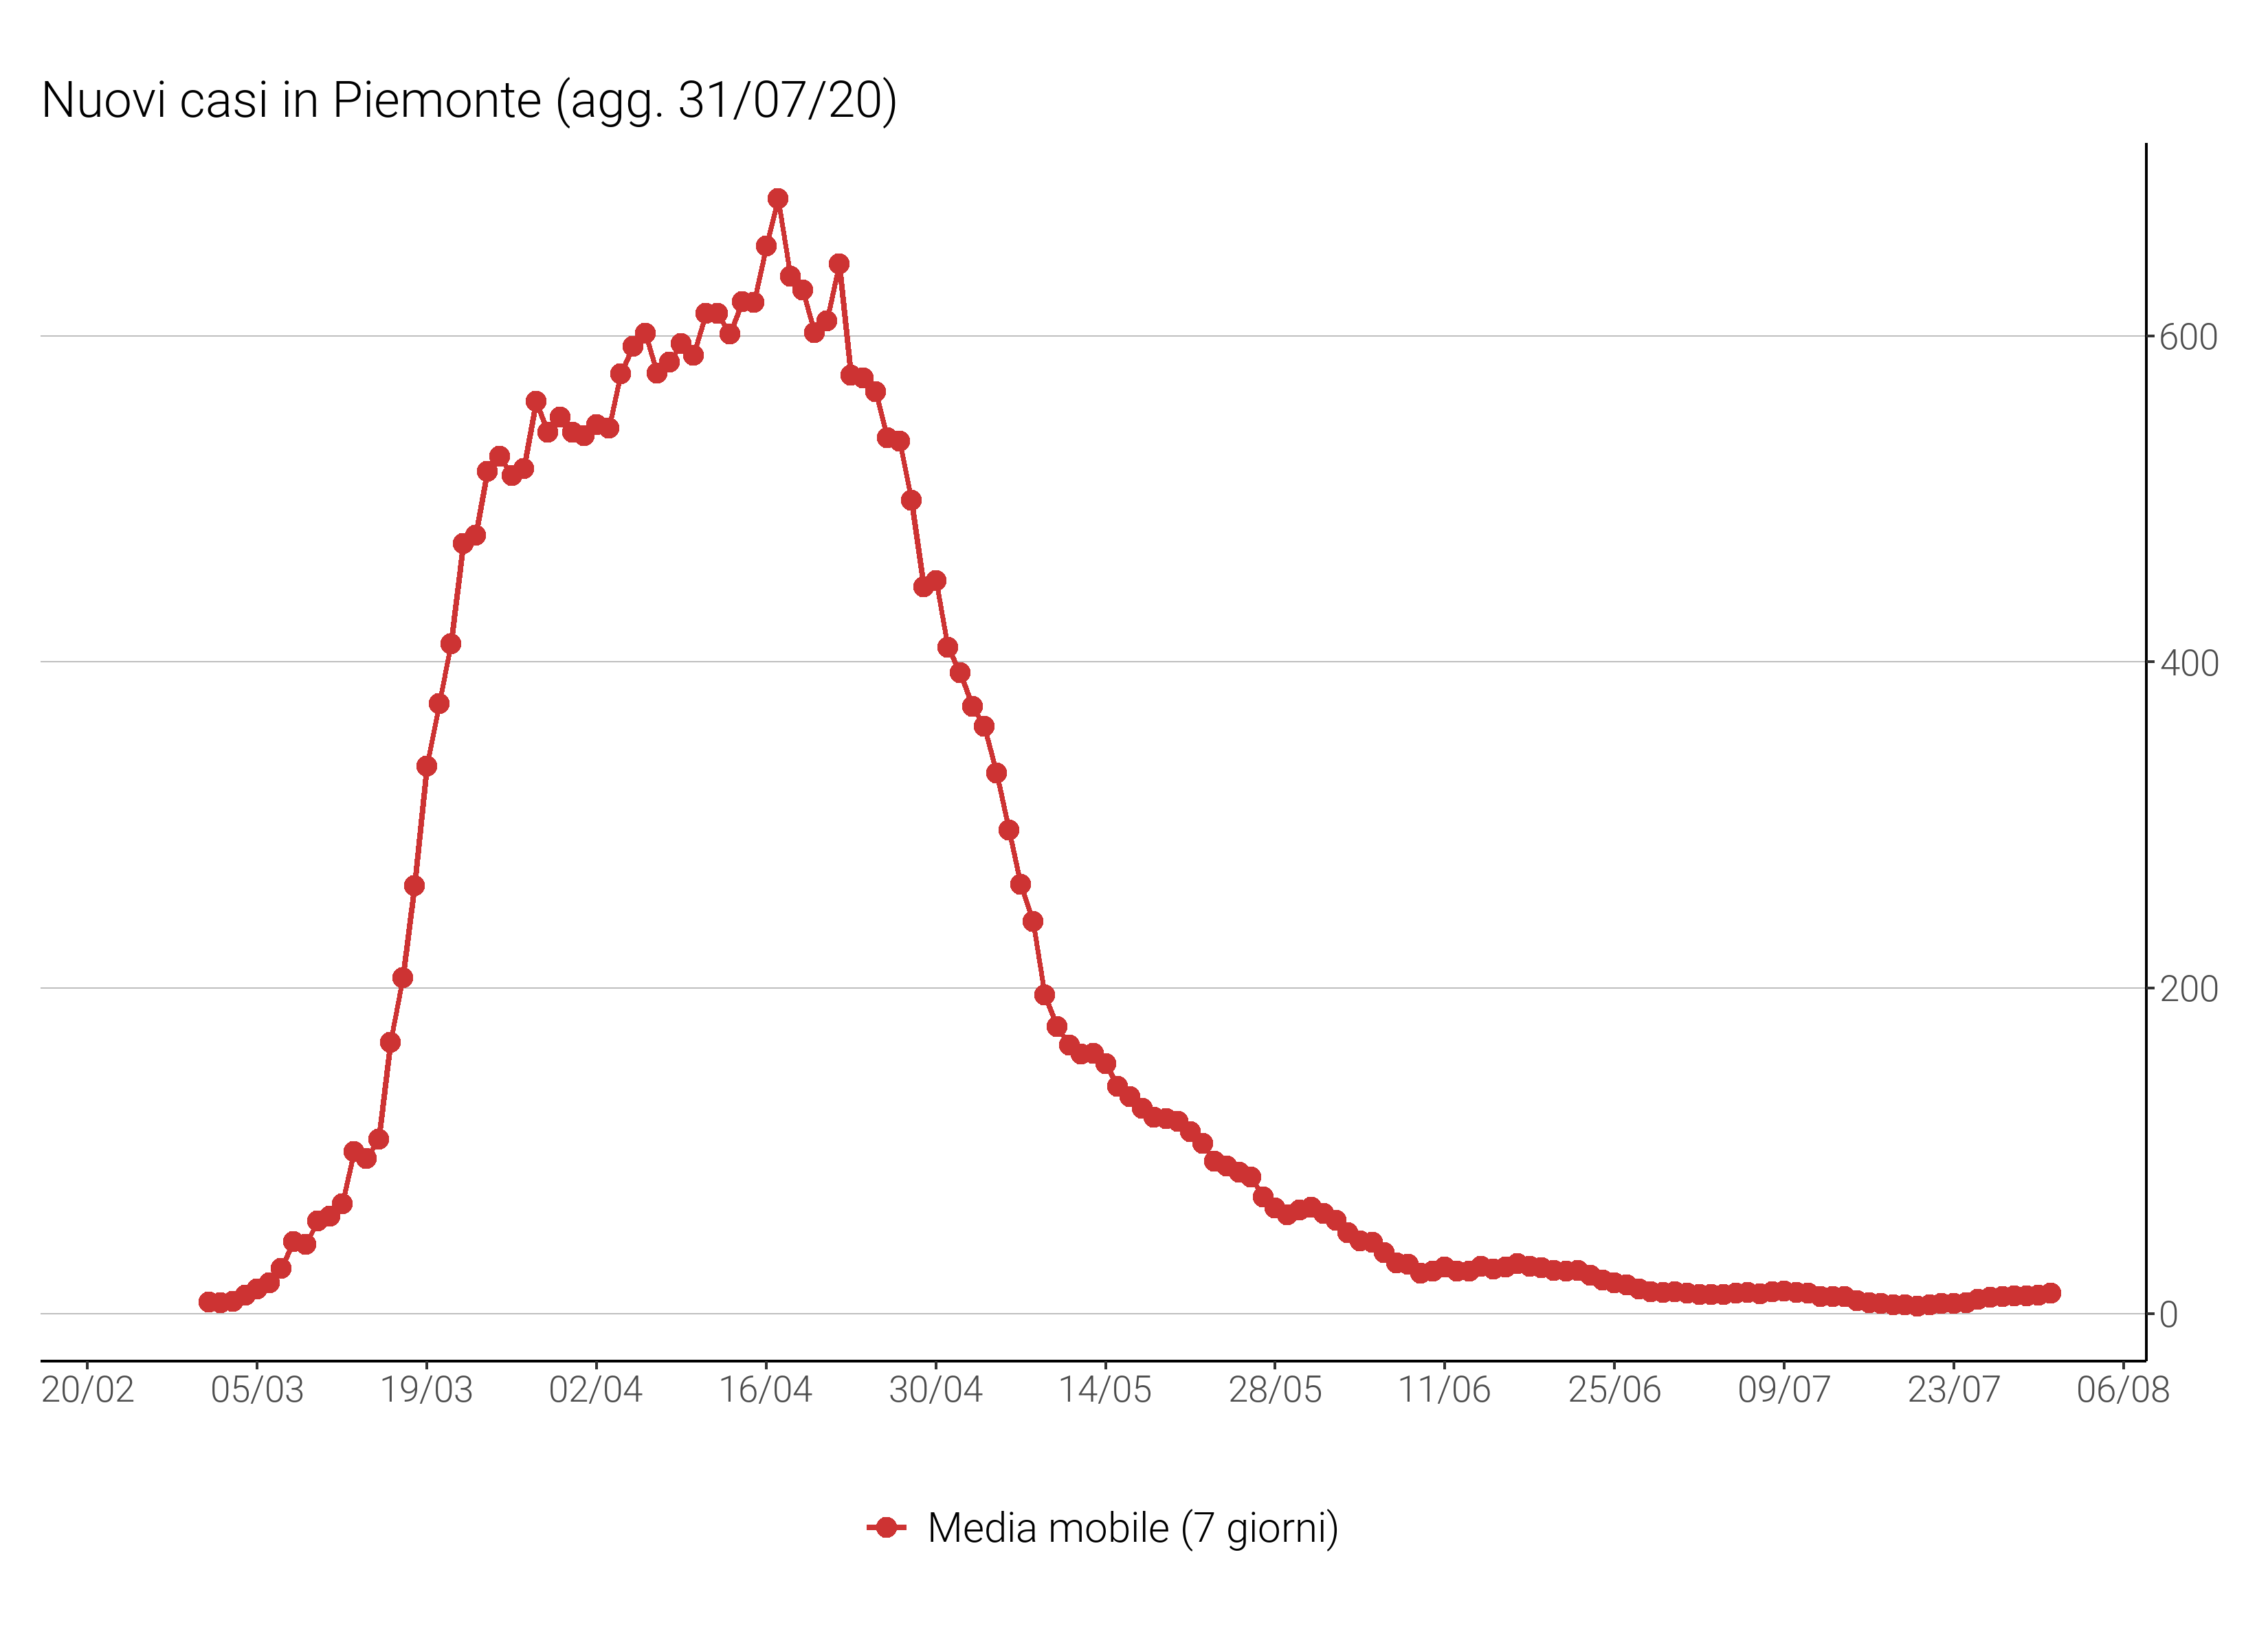 Nuovi casi in Piemonte (agg. 31/07/20)
600
400
200
0
20/02 05/03 19/03 02/04 16/04 30/04 14/05 28/05 11/06 25/06 09/07 23/07 06/08
Media mobile (7 giorni)